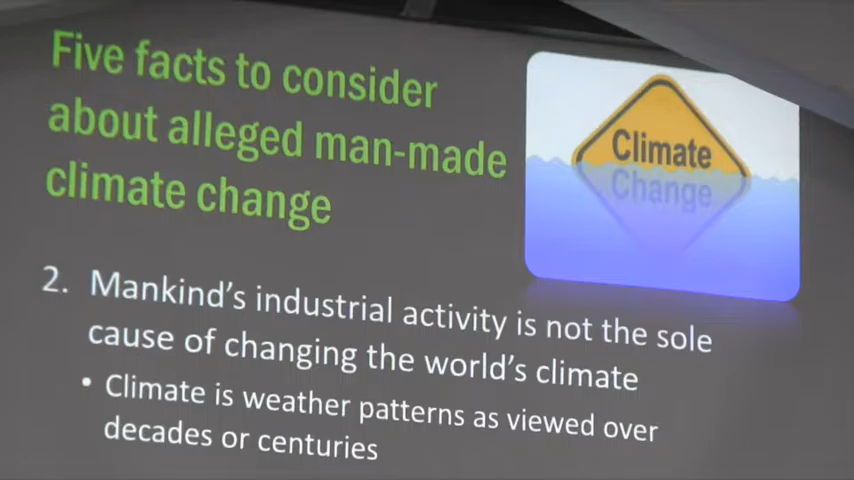 Five facts to consider
about alleged man-made
climate change
Climate
Change
2. Mankind's industrial activity is not the sole
cause of changing the world's climate
• Climate is weather patterns as viewed over
decades or centuries